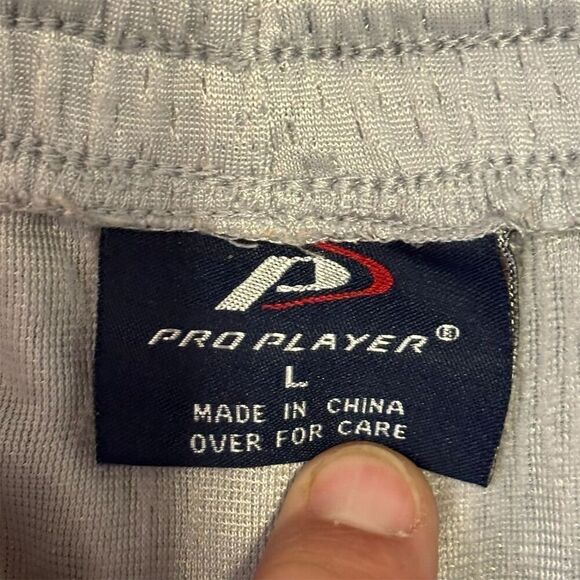 PRO PLAYER®
L
MADE IN CHINA
OVER FOR CARE